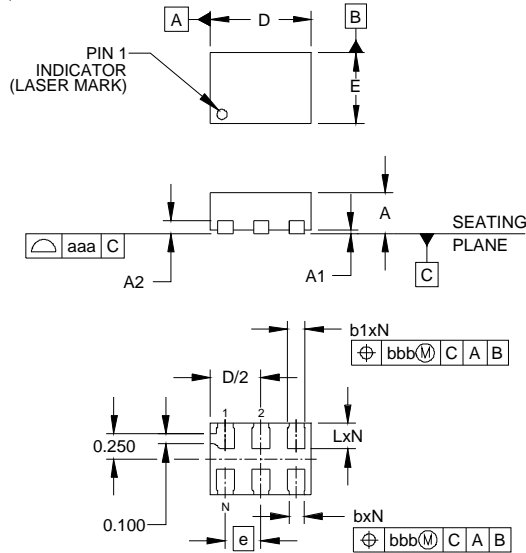 A
D
B
PIN 1
INDICATOR
(LASER MARK)
E
A
SEATING
PLANE
aaa C
A2
A1
C
b1xN
bbb Ⓜ C A B
D/2
1 2
LxN
0.250
0.100
N
e
bxN
bbb Ⓜ C A B